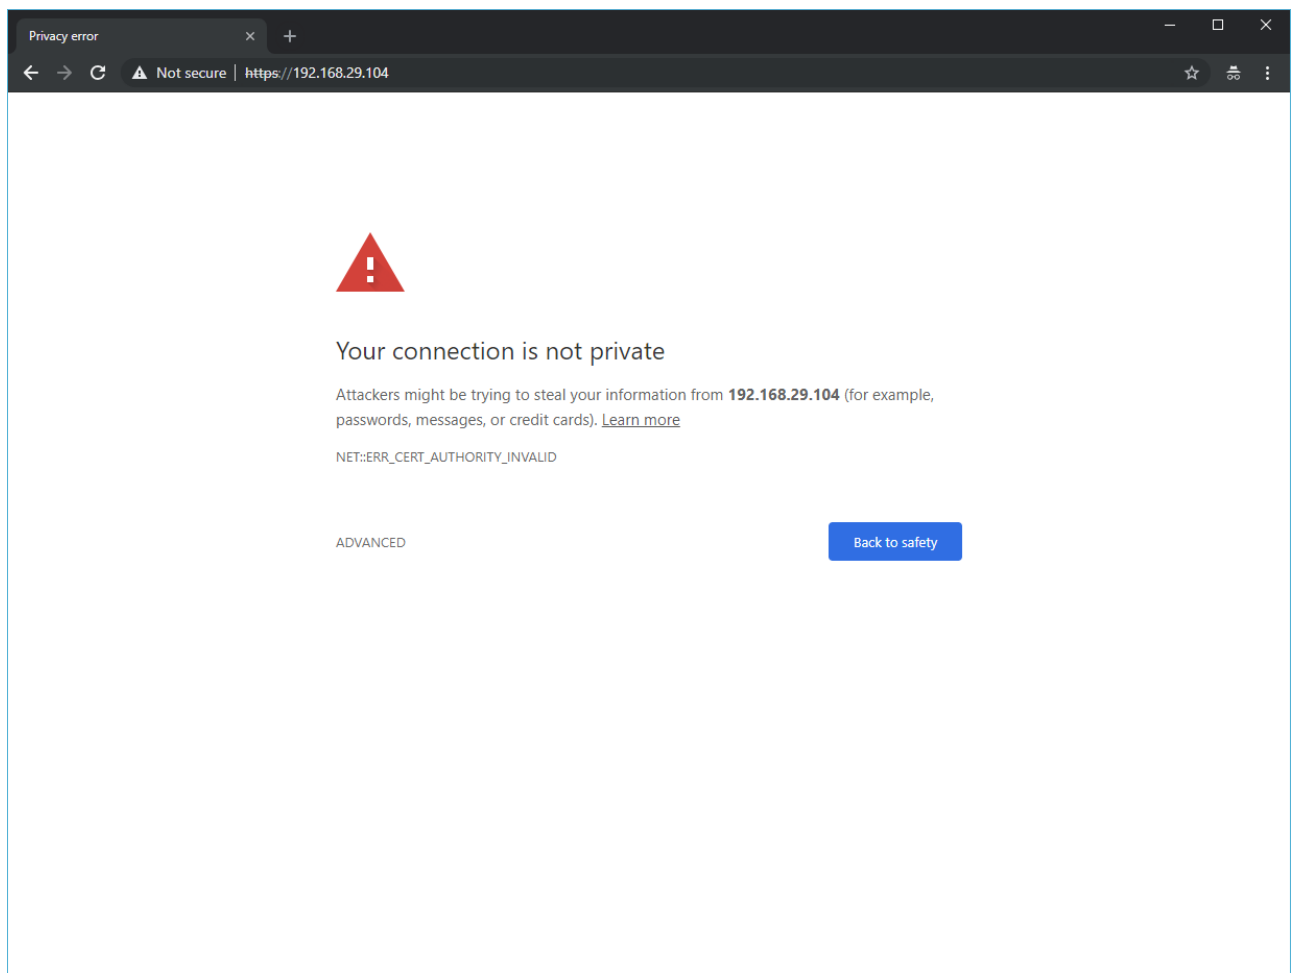 Privacy error
Not secure | https://192.168.29.104
Your connection is not private
Attackers might be trying to steal your information from 192.168.29.104 (for example,
passwords, messages, or credit cards). Learn more
NET::ERR_CERT_AUTHORITY_INVALID
ADVANCED
Back to safety